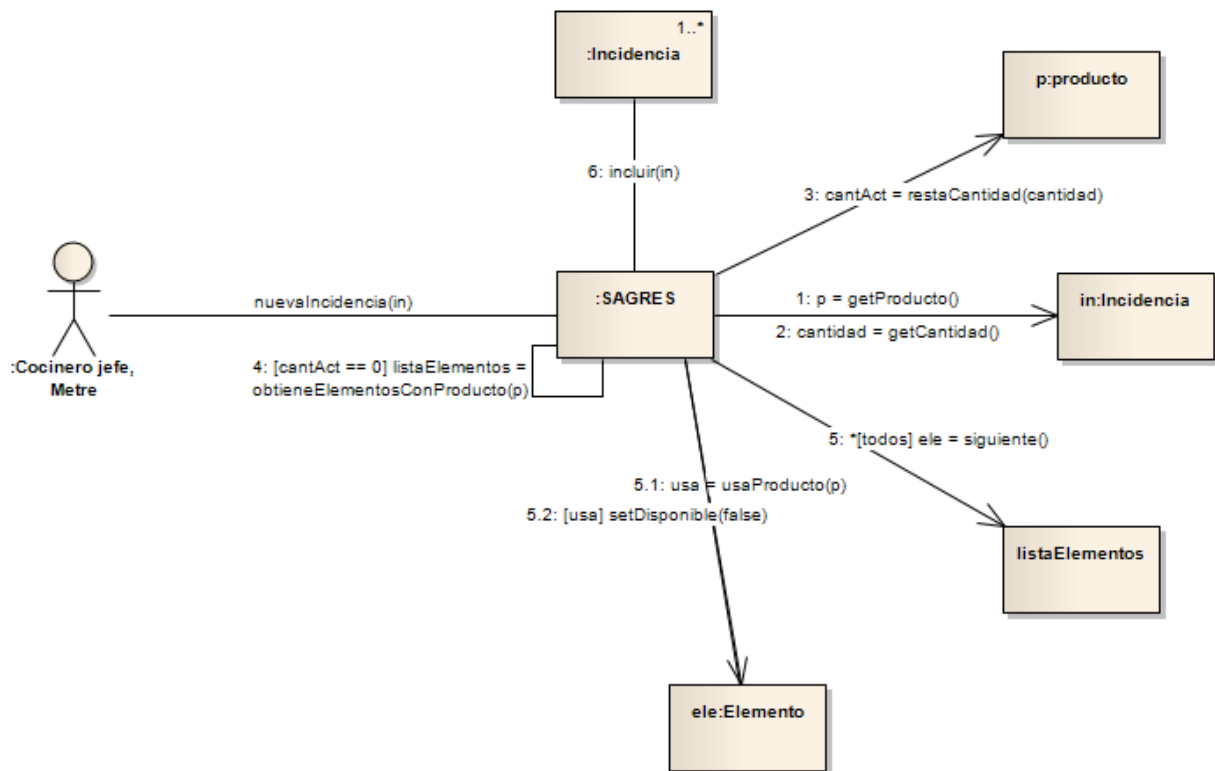 1..*
:Incidencia
p:producto
6: incluir(in)
3: cantAct = restaCantidad(cantidad)
:SAGRES
in:Incidencia
nuevaIncidencia(in)
1: p = getProducto()
2: cantidad = getCantidad()
:Cocinero jefe,
Metre
4: [cantAct == 0] listaElementos =
obtieneElementosConProducto(p)
5: *[todos] ele = siguiente()
5.1: usa = usaProducto(p)
5.2: [usa] setDisponible(false)
listaElementos
ele:Elemento